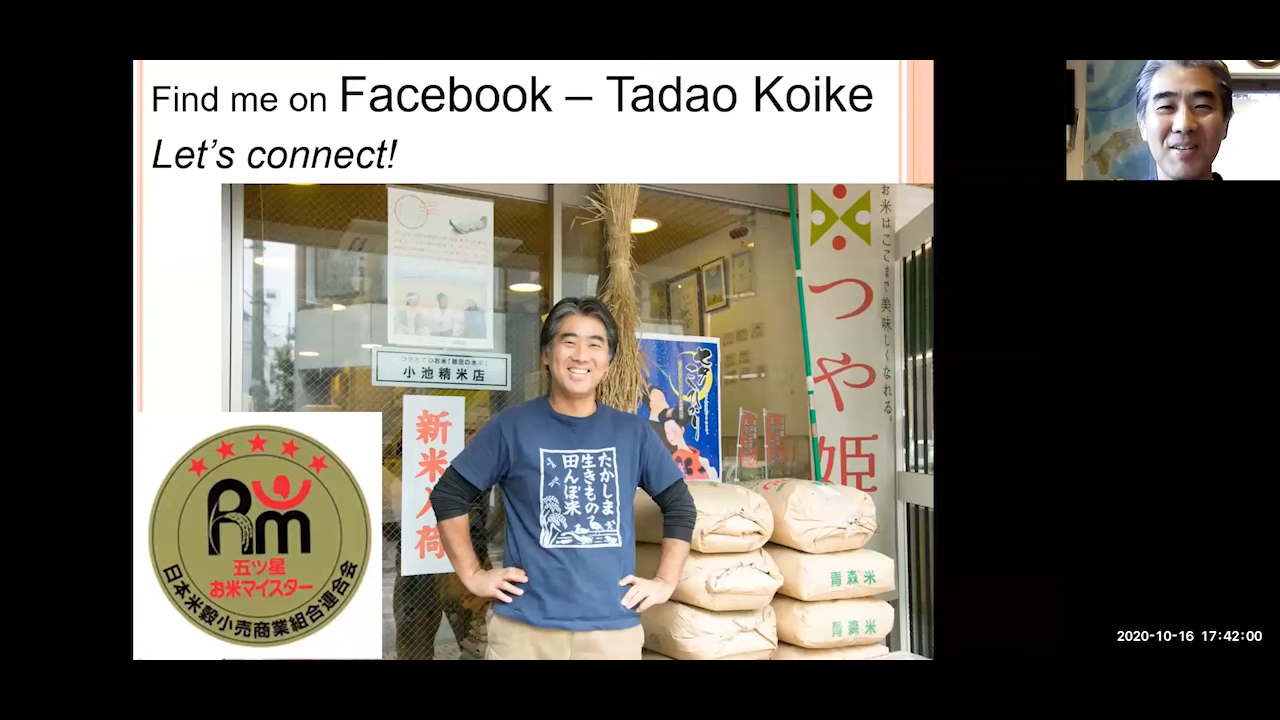 Find me on Facebook – Tadao Koike
Let's connect!
お米はここまで美味しくなれる。
つや姫
小池精米店
新米入荷
たかしま
生きもの
田んぼ米
青森米
青森米
RM
五ツ星
お米マイスター
日本米穀小売商業組合連合会
2020-10-16 17:42:00